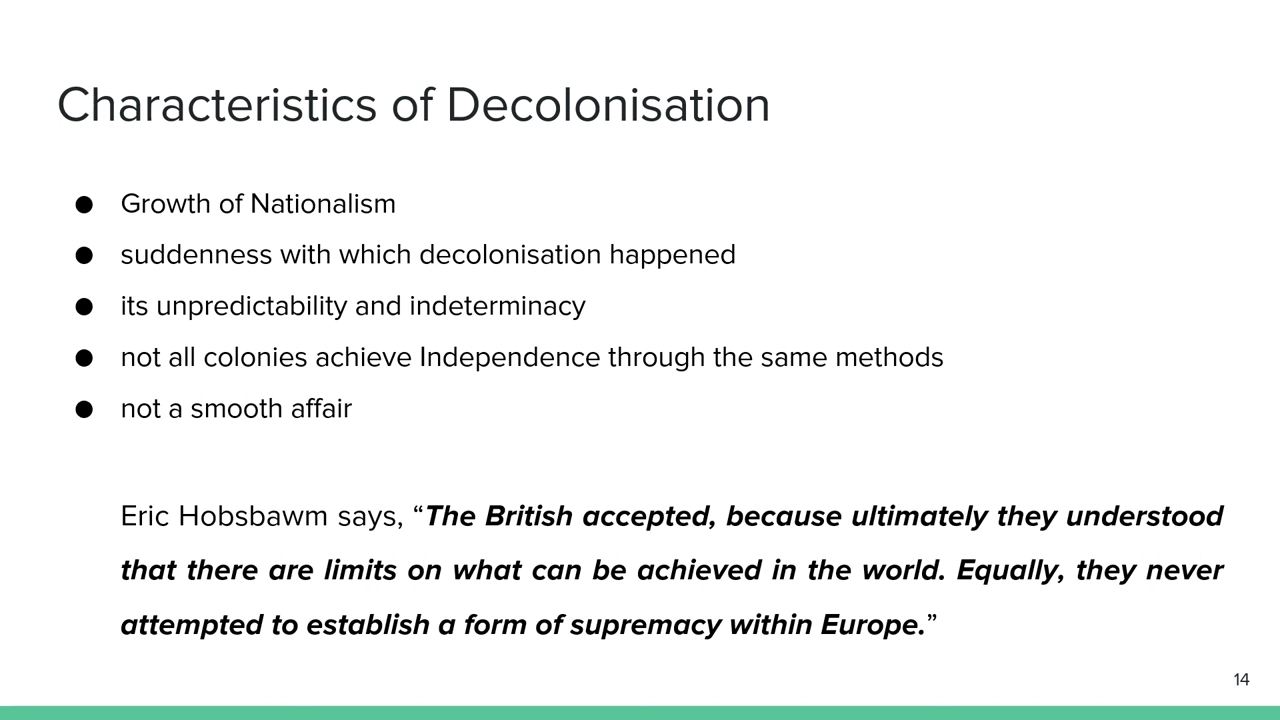 Characteristics of Decolonisation
● Growth of Nationalism
● suddenness with which decolonisation happened
● its unpredictability and indeterminacy
● not all colonies achieve Independence through the same methods
● not a smooth affair
Eric Hobsbawm says, “The British accepted, because ultimately they understood
that there are limits on what can be achieved in the world. Equally, they never
attempted to establish a form of supremacy within Europe.”
14